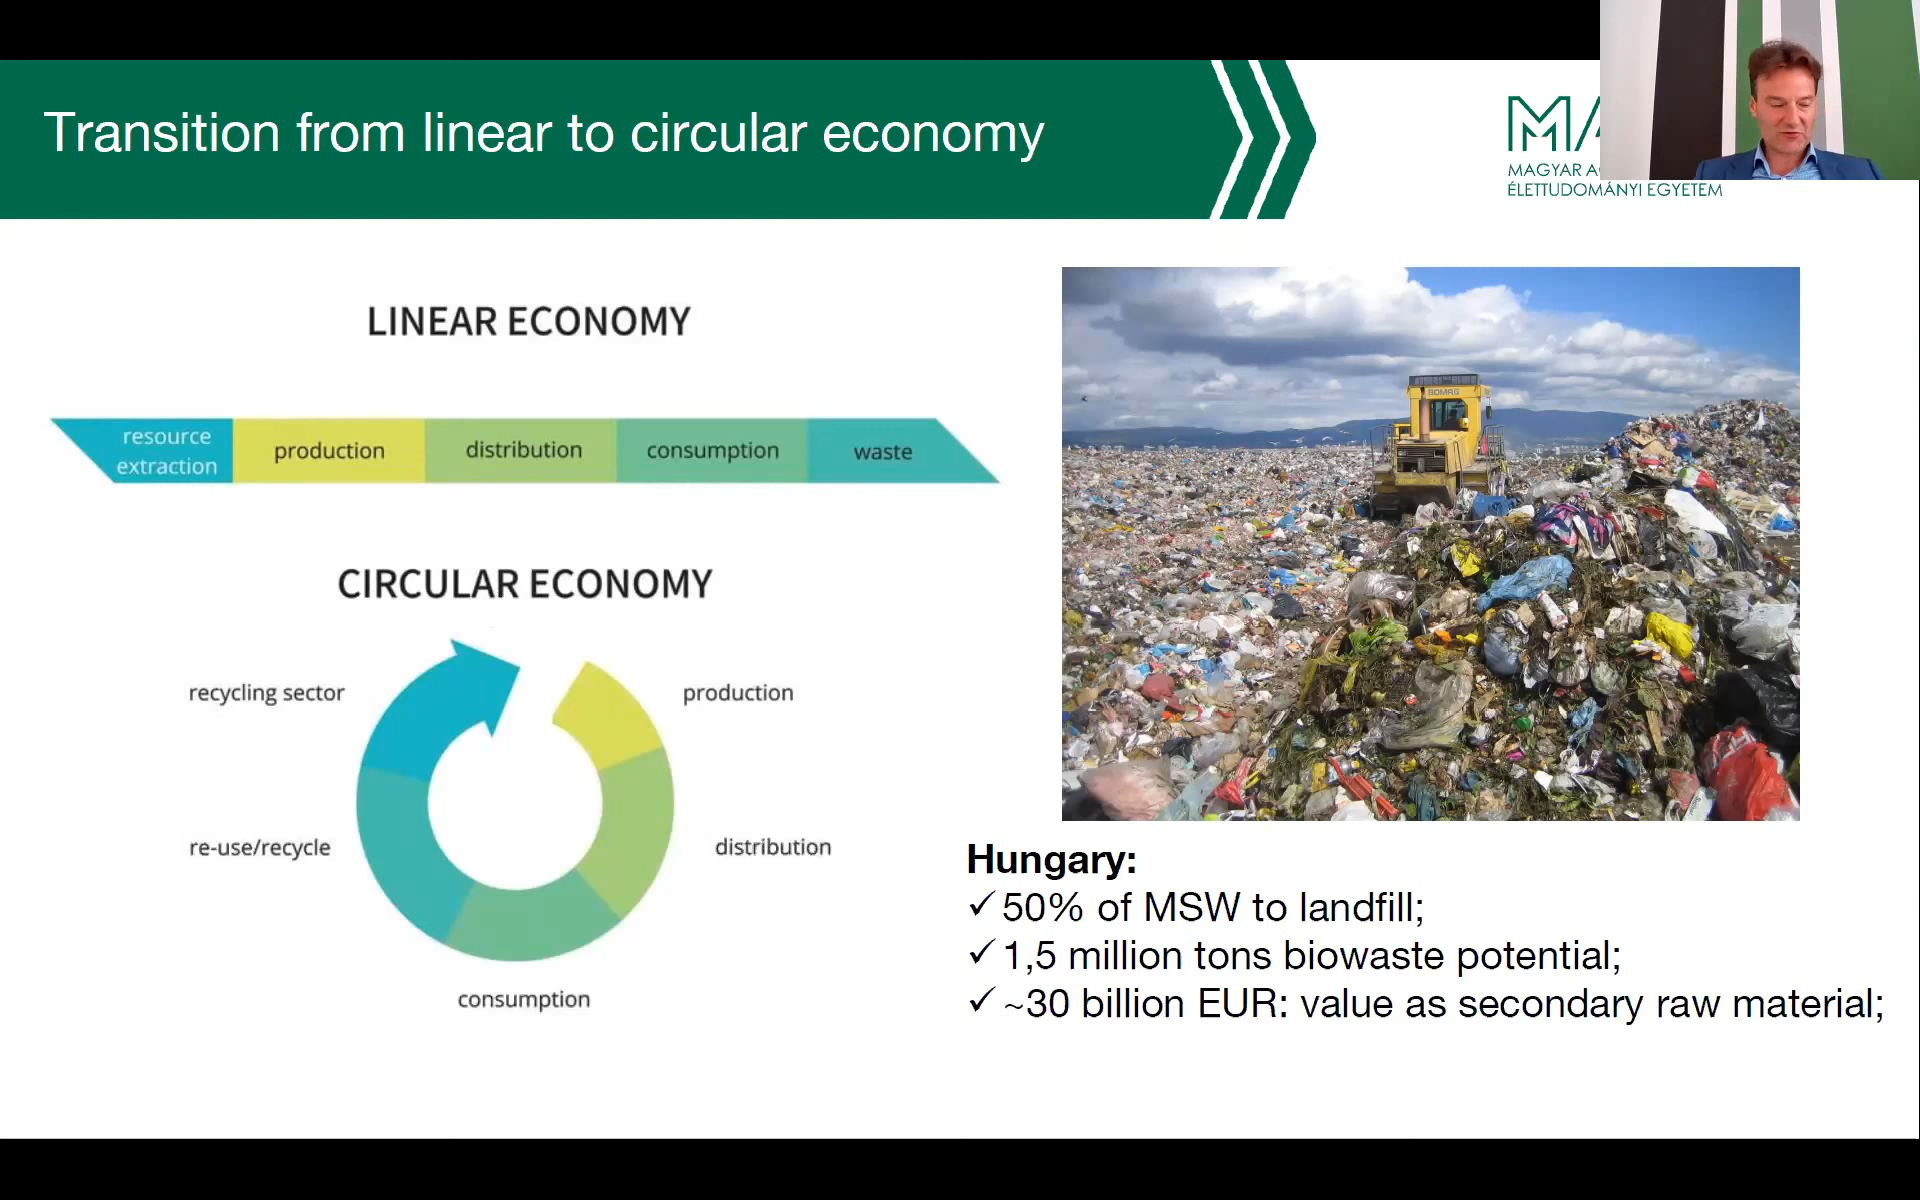 Transition from linear to circular economy
MAGYAR
ÉLETTUDOMÁNYI EGYETEM
LINEAR ECONOMY
resource
extraction
production
distribution
consumption
waste
CIRCULAR ECONOMY
recycling sector
production
re-use/recycle
distribution
consumption
BOMAG
Hungary:
✓ 50% of MSW to landfill;
✓ 1,5 million tons biowaste potential;
✓ ~30 billion EUR: value as secondary raw material;